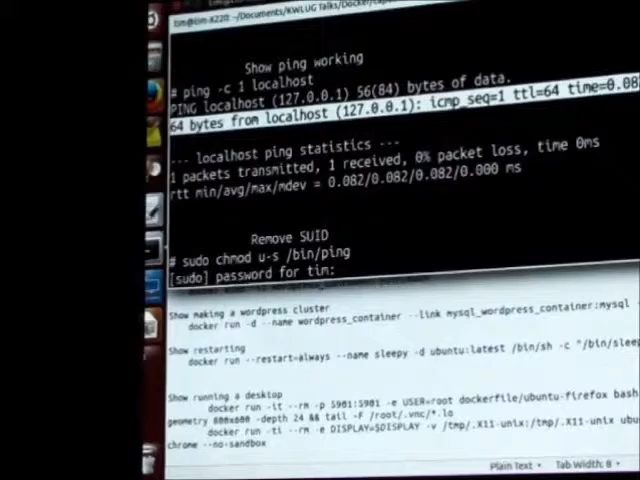 tim@tim-X220: ~/Documents/KWLUG Talks/Docker/
Show ping working
# ping -c 1 localhost
PING localhost (127.0.0.1) 56(84) bytes of data.
64 bytes from localhost (127.0.0.1): icmp_seq=1 ttl=64 time=0.08
--- localhost ping statistics ---
1 packets transmitted, 1 received, 0% packet loss, time 0ms
rtt min/avg/max/mdev = 0.082/0.082/0.082/0.000 ms
Remove SUID
# sudo chmod u-s /bin/ping
[sudo] password for tim:
Show making a wordpress cluster
docker run -d --name wordpress_container --link mysql_wordpress_container:mysql
Show restarting
docker run --restart=always --name sleepy -d ubuntu:latest /bin/sh -c "/bin/sleep
Show running a desktop
docker run -it --rm -p 5901:5901 -e USER=root dockerfile/ubuntu-firefox bash
geometry 800x600 -depth 24 && tail -F /root/.vnc/*.lo
docker run -ti --rm -e DISPLAY=$DISPLAY -v /tmp/.X11-unix:/tmp/.X11-unix
chrome --no-sandbox
Plain Text Tab Width: 8